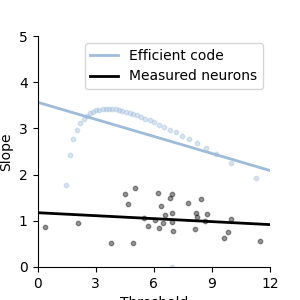 5
4
3
2
1
0
Slope
Efficient code
Measured neurons
0 3 6 9 12
Threshold